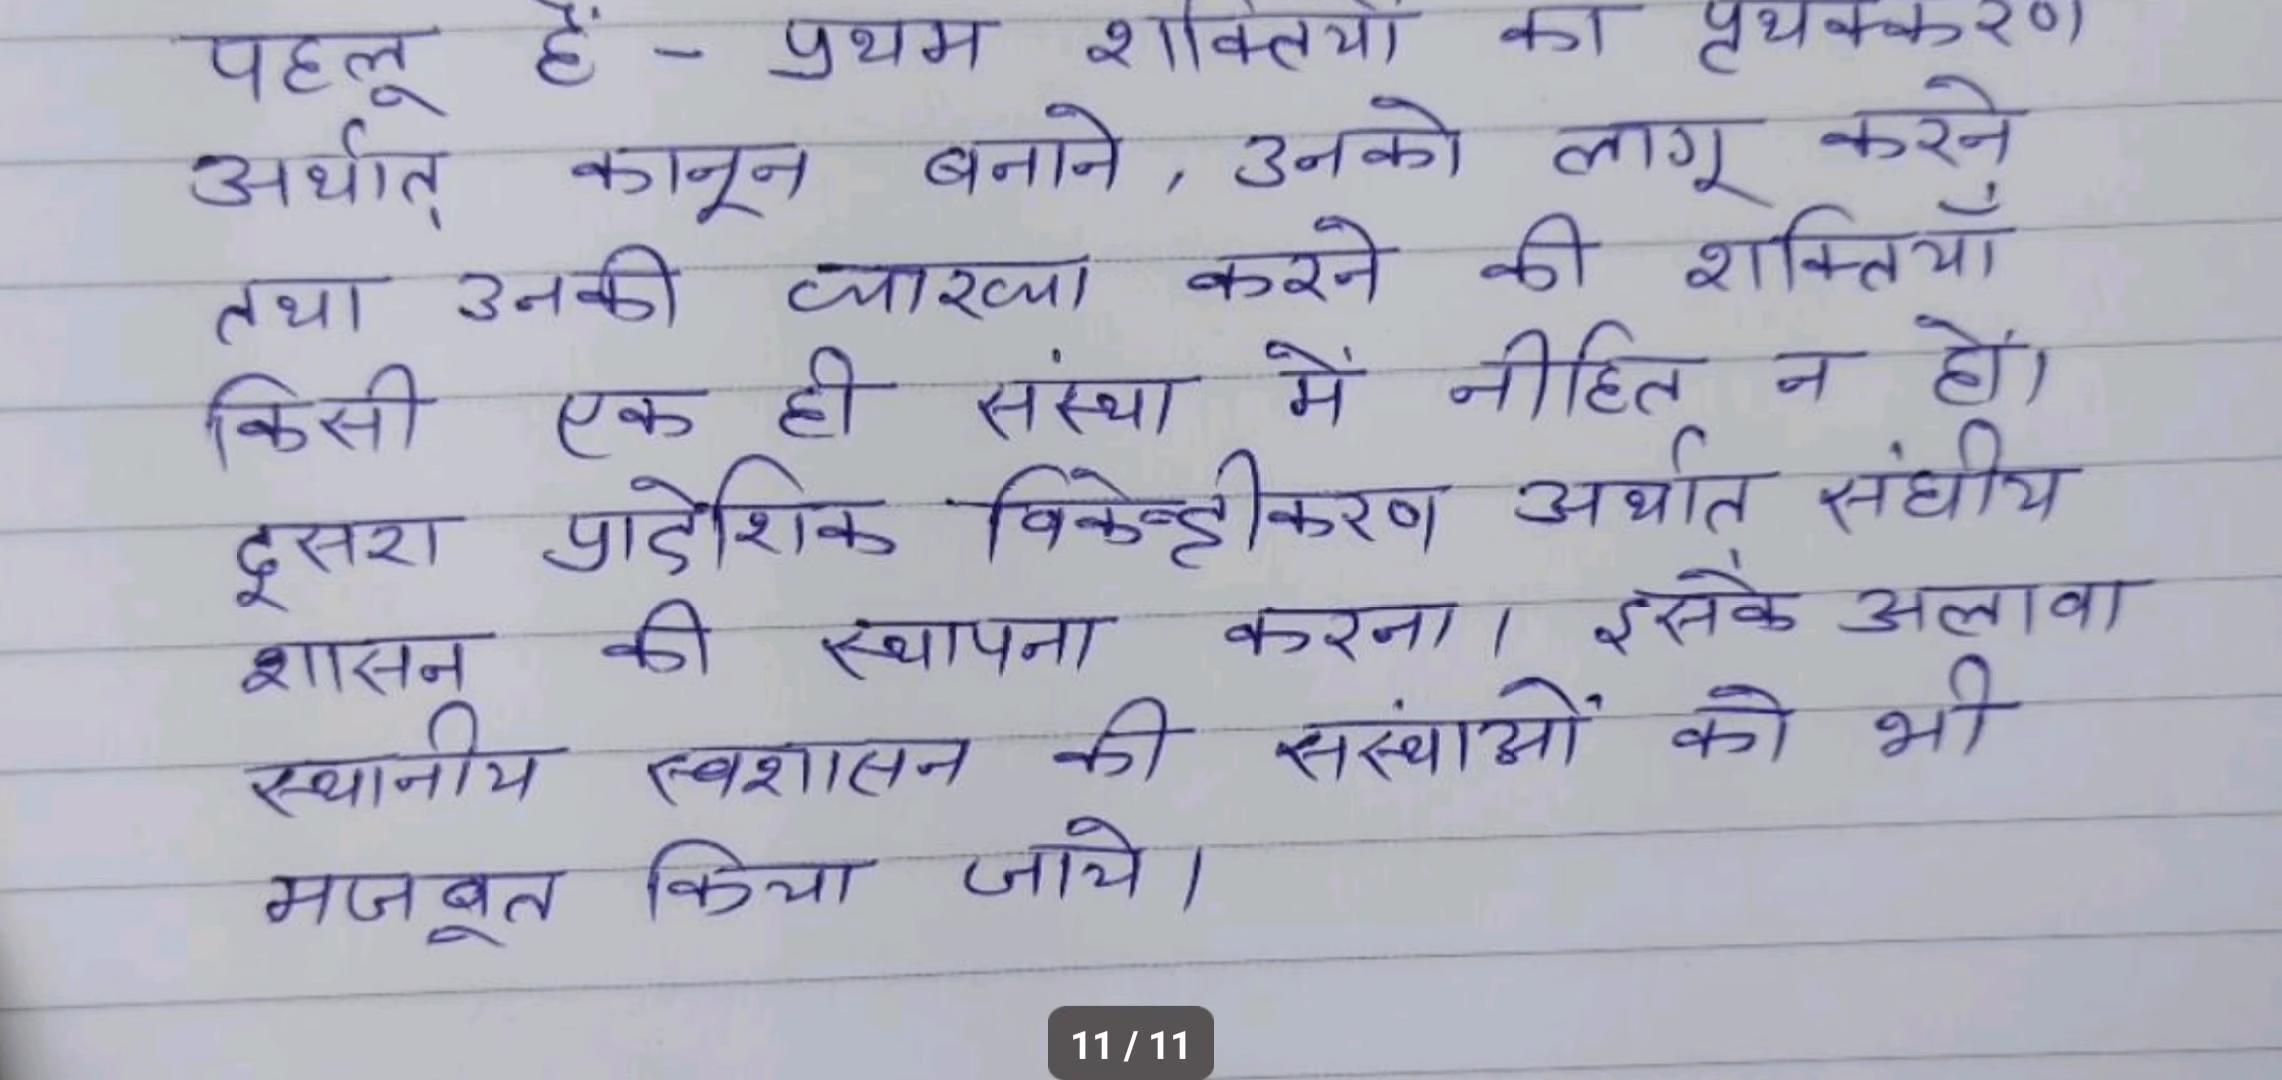 पहलू हैं - प्रथम शक्तियों का पृथक्करण
अर्थात् कानून बनाने, उनको लागू करने
तथा उनकी व्याख्या करने की शक्तियाँ
किसी एक ही संस्था में नीहित न हों।
दूसरा प्रादेशिक विकेन्द्रीकरण अर्थात संघीय
शासन की स्थापना करना। इसके अलावा
स्थानीय स्वशासन की संस्थाओं को भी
मजबूत किया जाये।
11 / 11